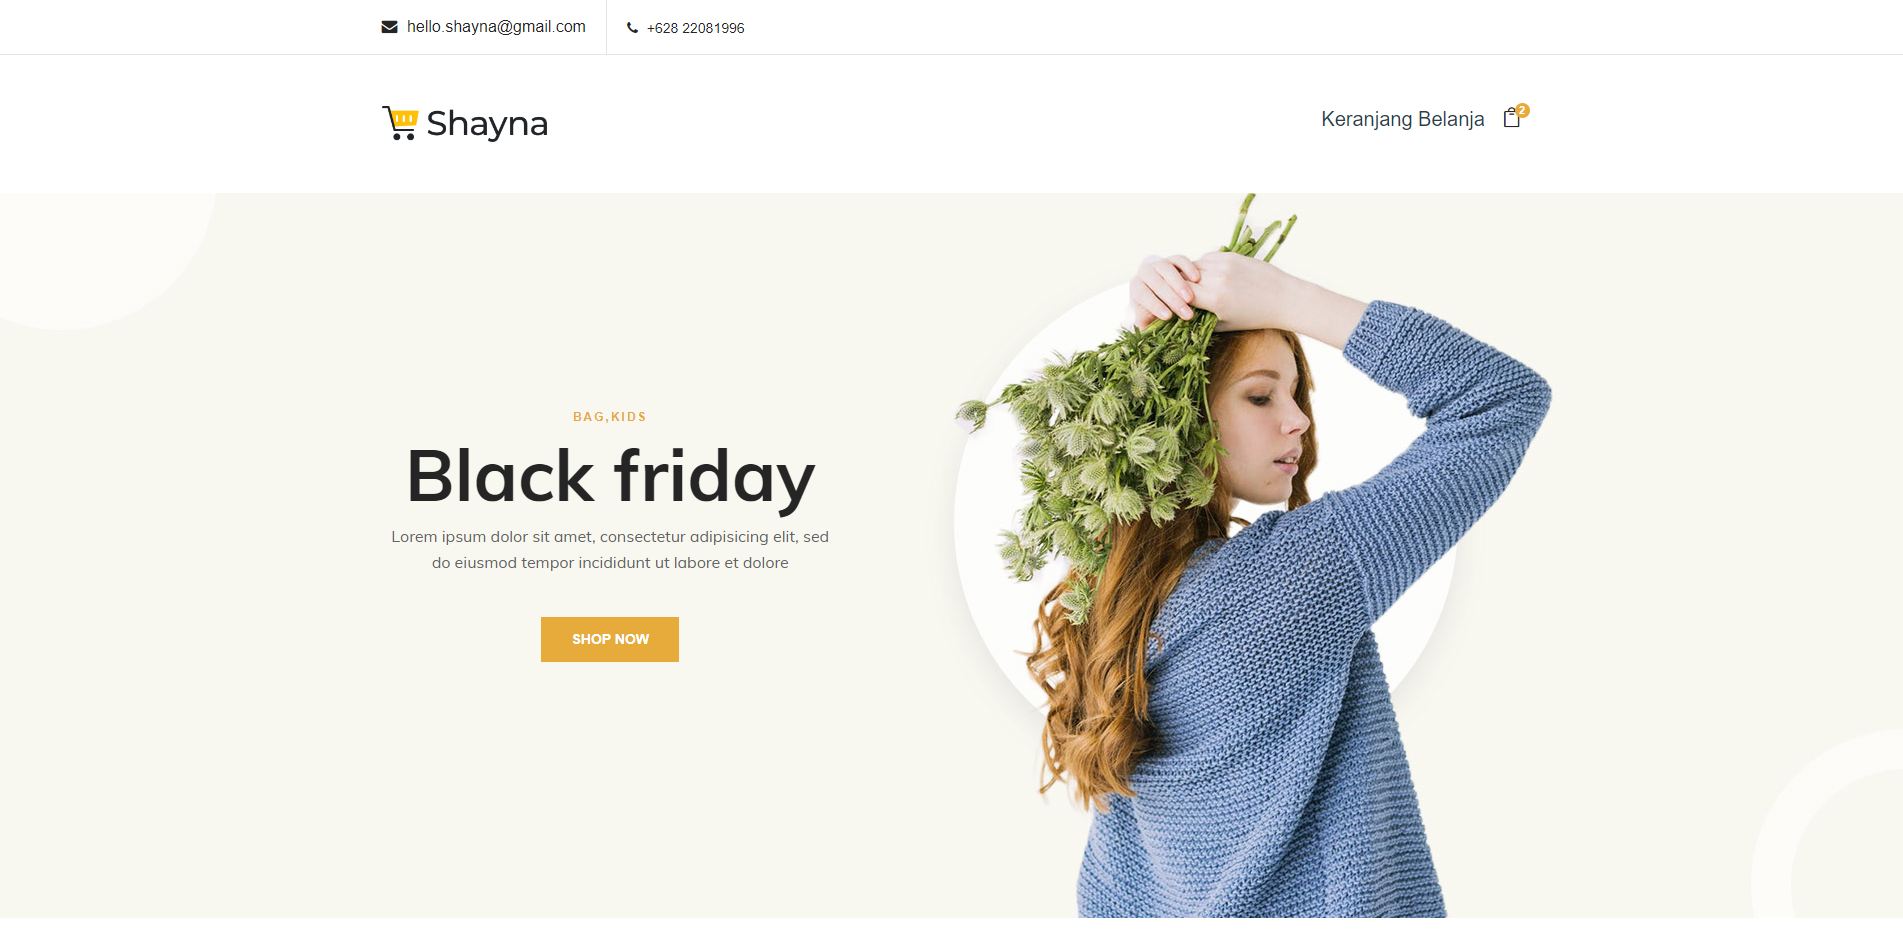 hello.shayna@gmail.com
+628 22081996
Shayna
Keranjang Belanja
2
BAG,KIDS
Black friday
Lorem ipsum dolor sit amet, consectetur adipisicing elit, sed
do eiusmod tempor incididunt ut labore et dolore
SHOP NOW